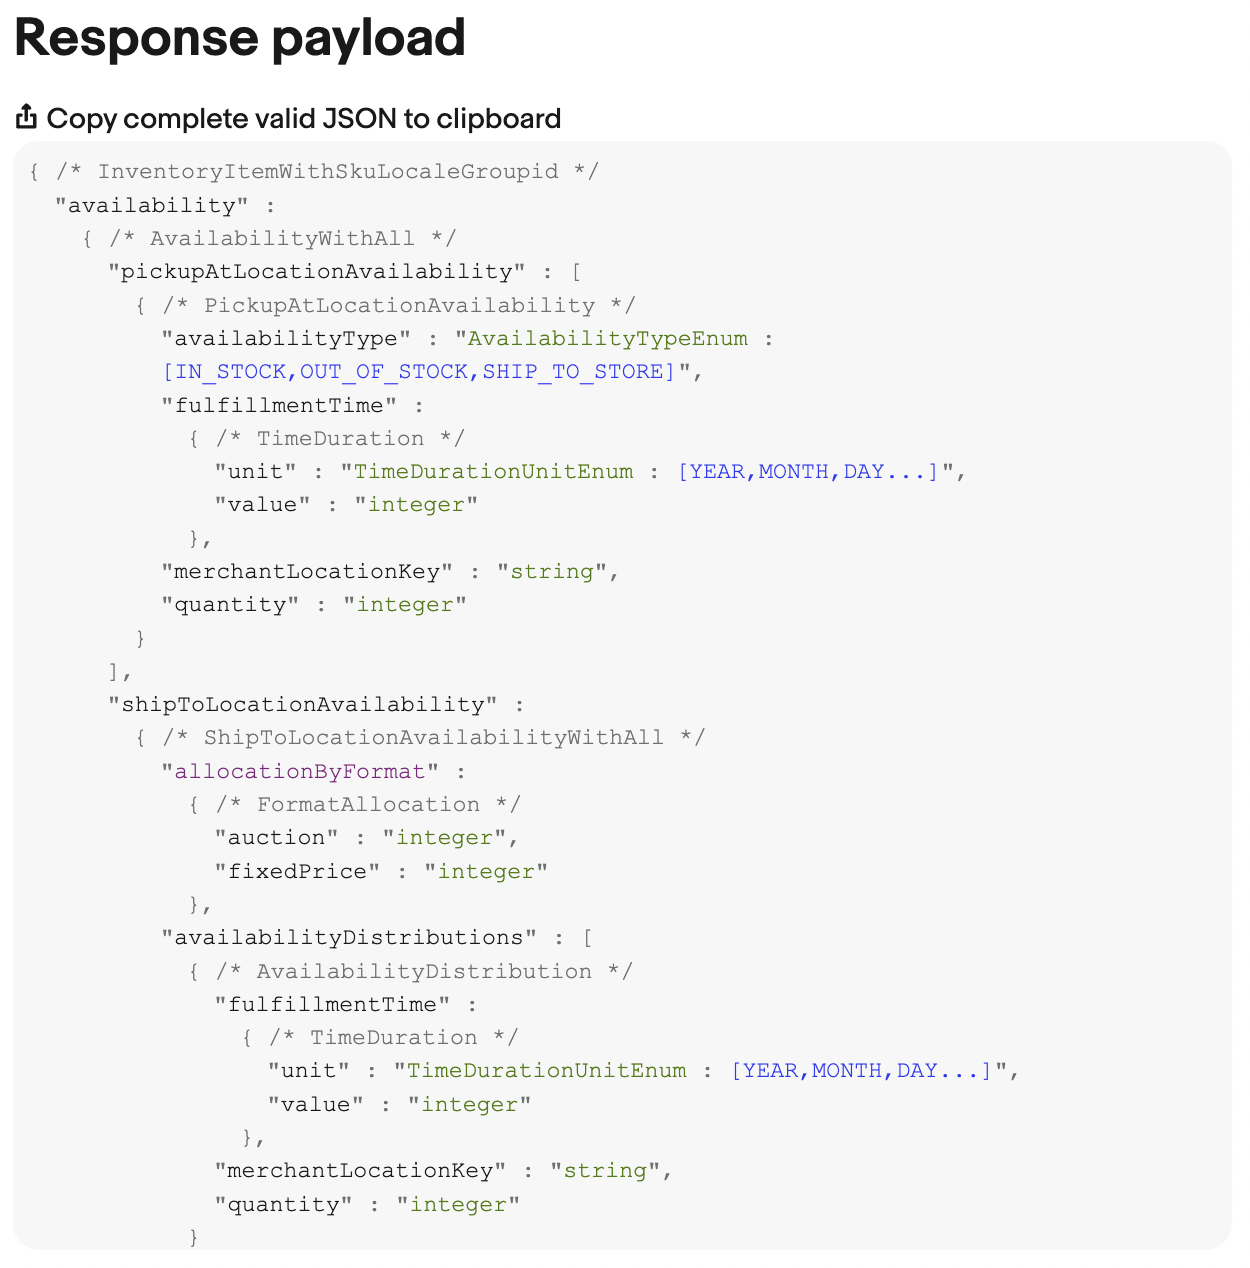 Response payload
Copy complete valid JSON to clipboard
{ /* InventoryItemWithSkuLocaleGroupid */
"availability" :
{ /* AvailabilityWithAll */
"pickupAtLocationAvailability" : [
{ /* PickupAtLocationAvailability */
"availabilityType" : "AvailabilityTypeEnum :
[IN_STOCK,OUT_OF_STOCK,SHIP_TO_STORE]",
"fulfillmentTime" :
{ /* TimeDuration */
"unit" : "TimeDurationUnitEnum : [YEAR,MONTH,DAY...]",
"value" : "integer"
},
"merchantLocationKey" : "string",
"quantity" : "integer"
}
],
"shipToLocationAvailability" :
{ /* ShipToLocationAvailabilityWithAll */
"allocationByFormat" :
{ /* FormatAllocation */
"auction" : "integer",
"fixedPrice" : "integer"
},
"availabilityDistributions" : [
{ /* AvailabilityDistribution */
"fulfillmentTime" :
{ /* TimeDuration */
"unit" : "TimeDurationUnitEnum : [YEAR,MONTH,DAY...]",
"value" : "integer"
},
"merchantLocationKey" : "string",
"quantity" : "integer"
}